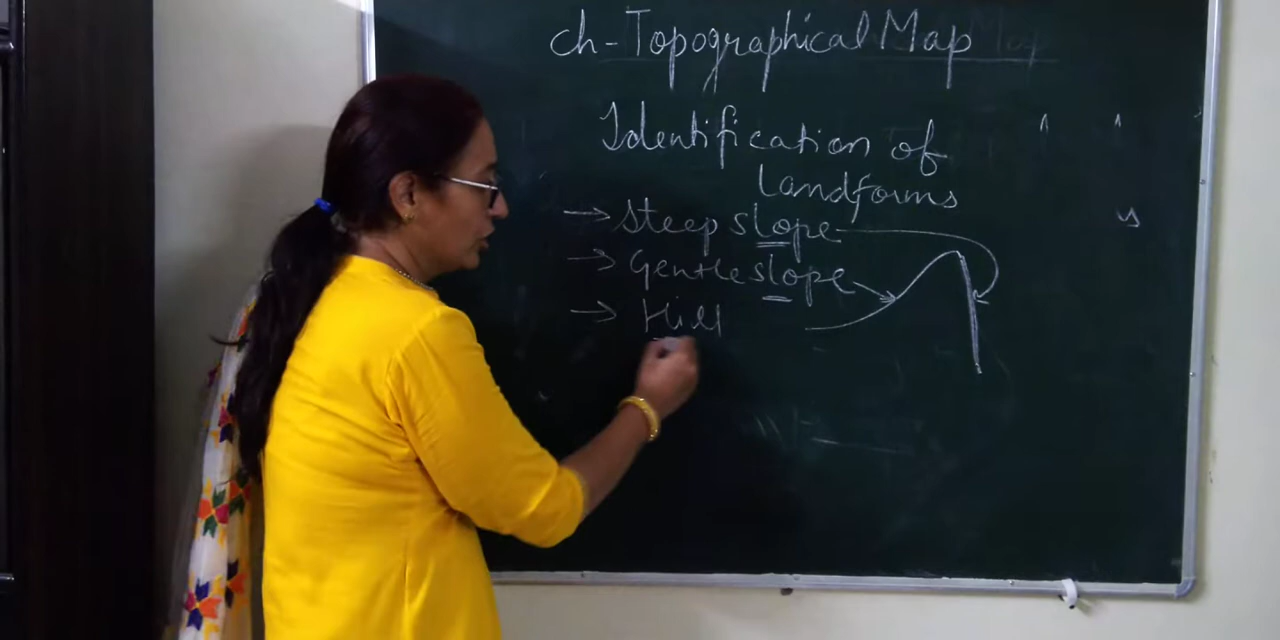 ch-Topographical Map
Identification of
Landforms
→ Steep slope
→ Gentle slope
→ Hill